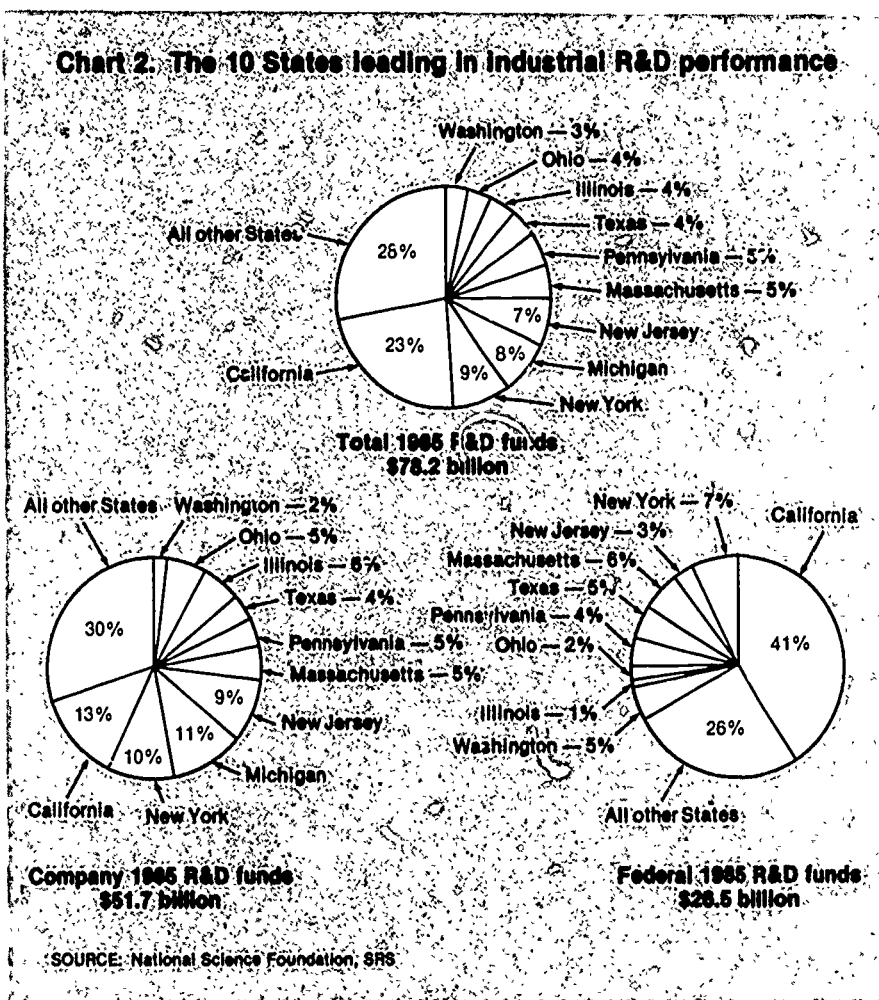 Chart 2. The 10 States leading in industrial R&D performance
Washington — 3%
Ohio — 4%
Illinois — 4%
Texas — 4%
Pennsylvania — 5%
Massachusetts — 5%
7%
New Jersey
8%
Michigan
9%
New York
23%
California
All other States
Total 1985 R&D funds
$78.2 billion
All other States
Washington — 2%
Ohio — 5%
Illinois —
Texas — 4%
Pennsylvania — 5%
Massachusetts — 5%
9%
New Jersey
11%
Michigan
10%
New York
13%
California
30%
Company 1985 R&D funds
$51.7 billion
New York — 7%
New Jersey — 3%
Massachusetts — 6%
Texas — 5%
Pennsylvania — 4%
Ohio — 2%
Illinois — 1%
Washington — 5%
California
41%
26%
All other States
Federal 1985 R&D funds
$26.5 billion
SOURCE: National Science Foundation, SRS